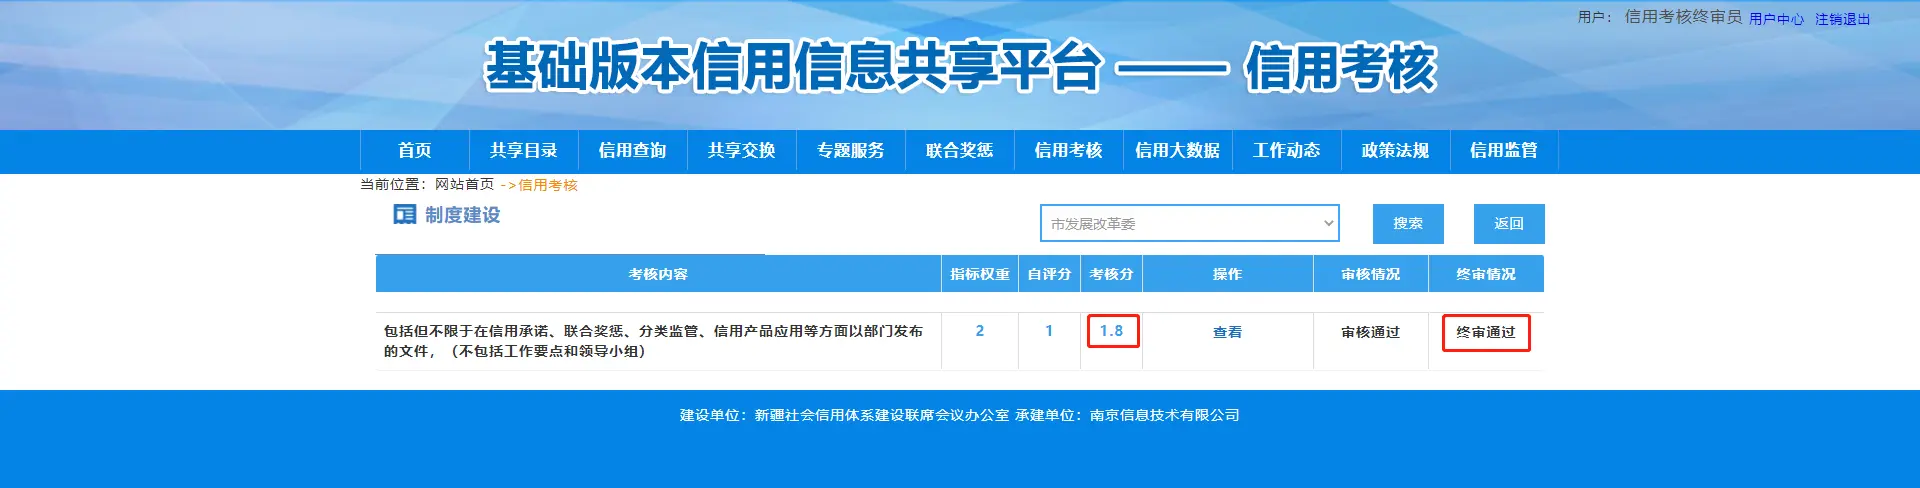 用户： 信用考核终审员 用户中心 注销退出
基础版本信用信息共享平台 —— 信用考核
首页 共享目录 信用查询 共享交换 专题服务 联合奖惩 信用考核 信用大数据 工作动态 政策法规 信用监管
当前位置：网站首页 ->信用考核
制度建设 市发展改革委 搜索 返回
考核内容 指标权重 自评分 考核分 操作 审核情况 终审情况
包括但不限于在信用承诺、联合奖惩、分类监管、信用产品应用等方面以部门发布 2 1 1.8 查看 审核通过 终审通过
的文件，（不包括工作要点和领导小组）
建设单位：新疆社会信用体系建设联席会议办公室 承建单位：南京信息技术有限公司